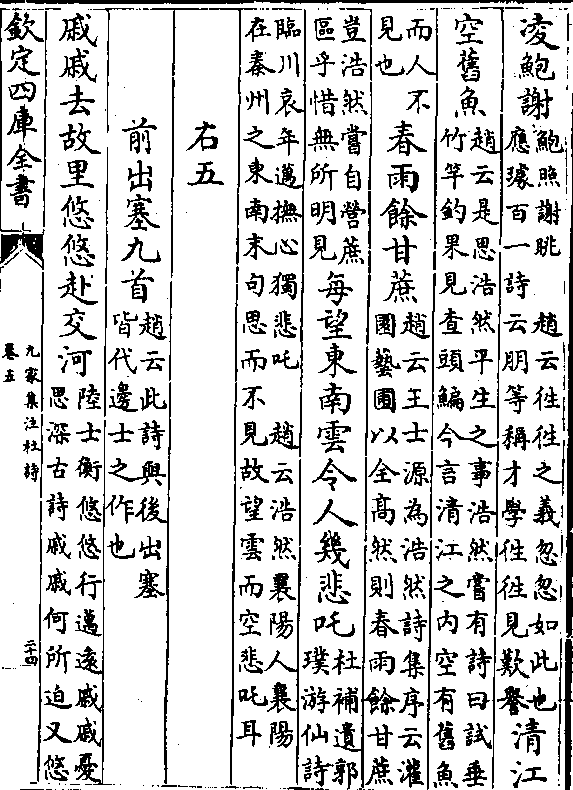 凌鮑謝鮑照謝眺　趙云徃徃之義忽忽如此也應璩百一詩云朋等稱才學徃徃見歎譽清江
空舊魚趙云是思浩然平生之事浩然嘗有詩曰試垂竹竿釣果見查頭鯿今言清江之内空有舊魚
而人不見也春雨餘甘蔗趙云王士源為浩然詩集序云灌園藝圃以全高然則春雨餘甘蔗
豈浩然嘗自營蔗區乎惜無所明見每望東南雲令人幾悲吒杜補遺郭璞游仙詩
臨川哀年邁撫心獨悲吒　趙云浩然襄陽人襄陽在秦州之東南末句思而不見故望雲而空悲吒耳
右五
前出塞九首趙云此詩與後出塞皆代邊士之作也
戚戚去故里悠悠赴交河陸士衡悠悠行邁逺戚戚憂思深古詩戚戚何所迫又悠
欽定四庫全書
九家集注杜詩
卷五
二十四